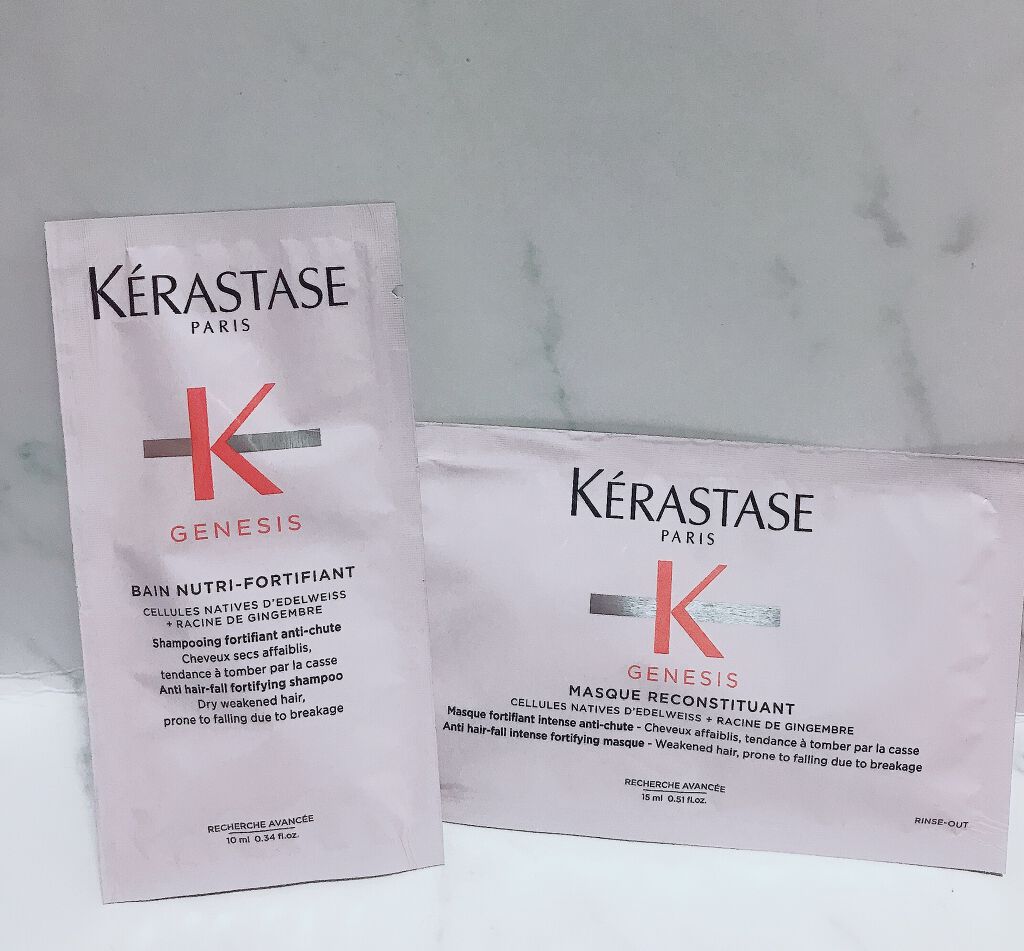 KÉRASTASE
PARIS
K
GENESIS
BAIN NUTRI-FORTIFIANT
CELLULES NATIVES D'EDELWEISS
+ RACINE DE GINGEMBRE
Shampooing fortifiant anti-chute
Cheveux secs affaiblis,
tendance à tomber par la casse
Anti hair-fall fortifying shampoo
Dry weakened hair,
prone to falling due to breakage
RECHERCHE AVANCÉE
10 ml 0.34 fl.oz.
KÉRASTASE
PARIS
K
GENESIS
MASQUE RECONSTITUANT
CELLULES NATIVES D'EDELWEISS + RACINE DE GINGEMBRE
Masque fortifiant intense anti-chute - Cheveux affaiblis, tendance à tomber par la casse
Anti hair-fall intense fortifying masque - Weakened hair, prone to falling due to breakage
RECHERCHE AVANCÉE
15 ml 0.51 fl.oz.
RINSE-OUT